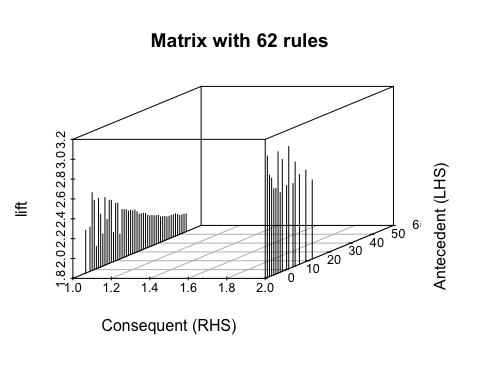 Matrix with 62 rules
lift
1.8 2.0 2.2 2.4 2.6 2.8 3.0 3.2
1.0 1.2 1.4 1.6 1.8 2.0
0 10 20 30 40 50
Consequent (RHS)
Antecedent (LHS)